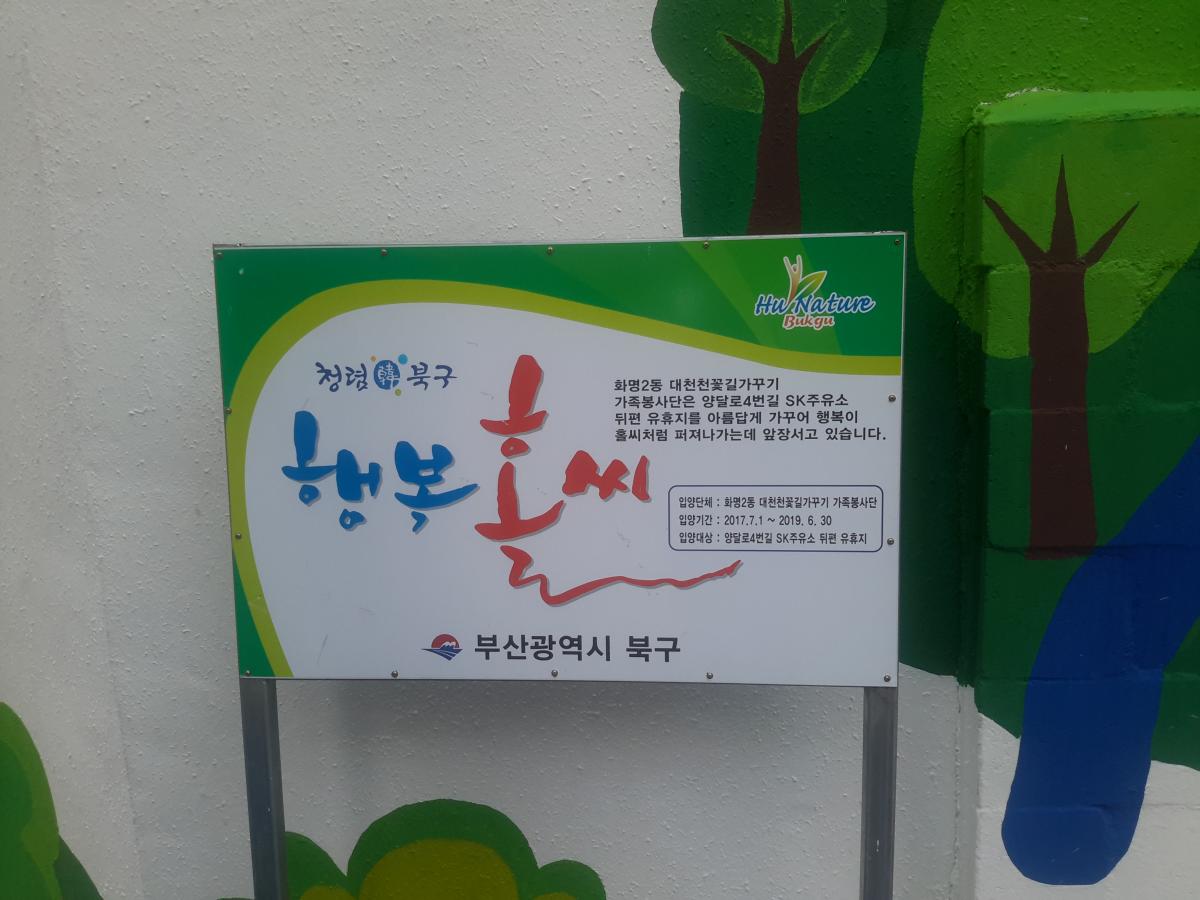 Hu Nature
Bukgu
청렴韓북구
행복홀씨
화명2동 대천천꽃길가꾸기
가족봉사단은 양달로4번길 SK주유소
뒤편 유휴지를 아름답게 가꾸어 행복이
홀씨처럼 퍼져나가는데 앞장서고 있습니다.
입양단체 : 화명2동 대천천꽃길가꾸기 가족봉사단
입양기간 : 2017.7.1 ~ 2019. 6. 30
입양대상 : 양달로4번길 SK주유소 뒤편 유휴지
부산광역시 북구